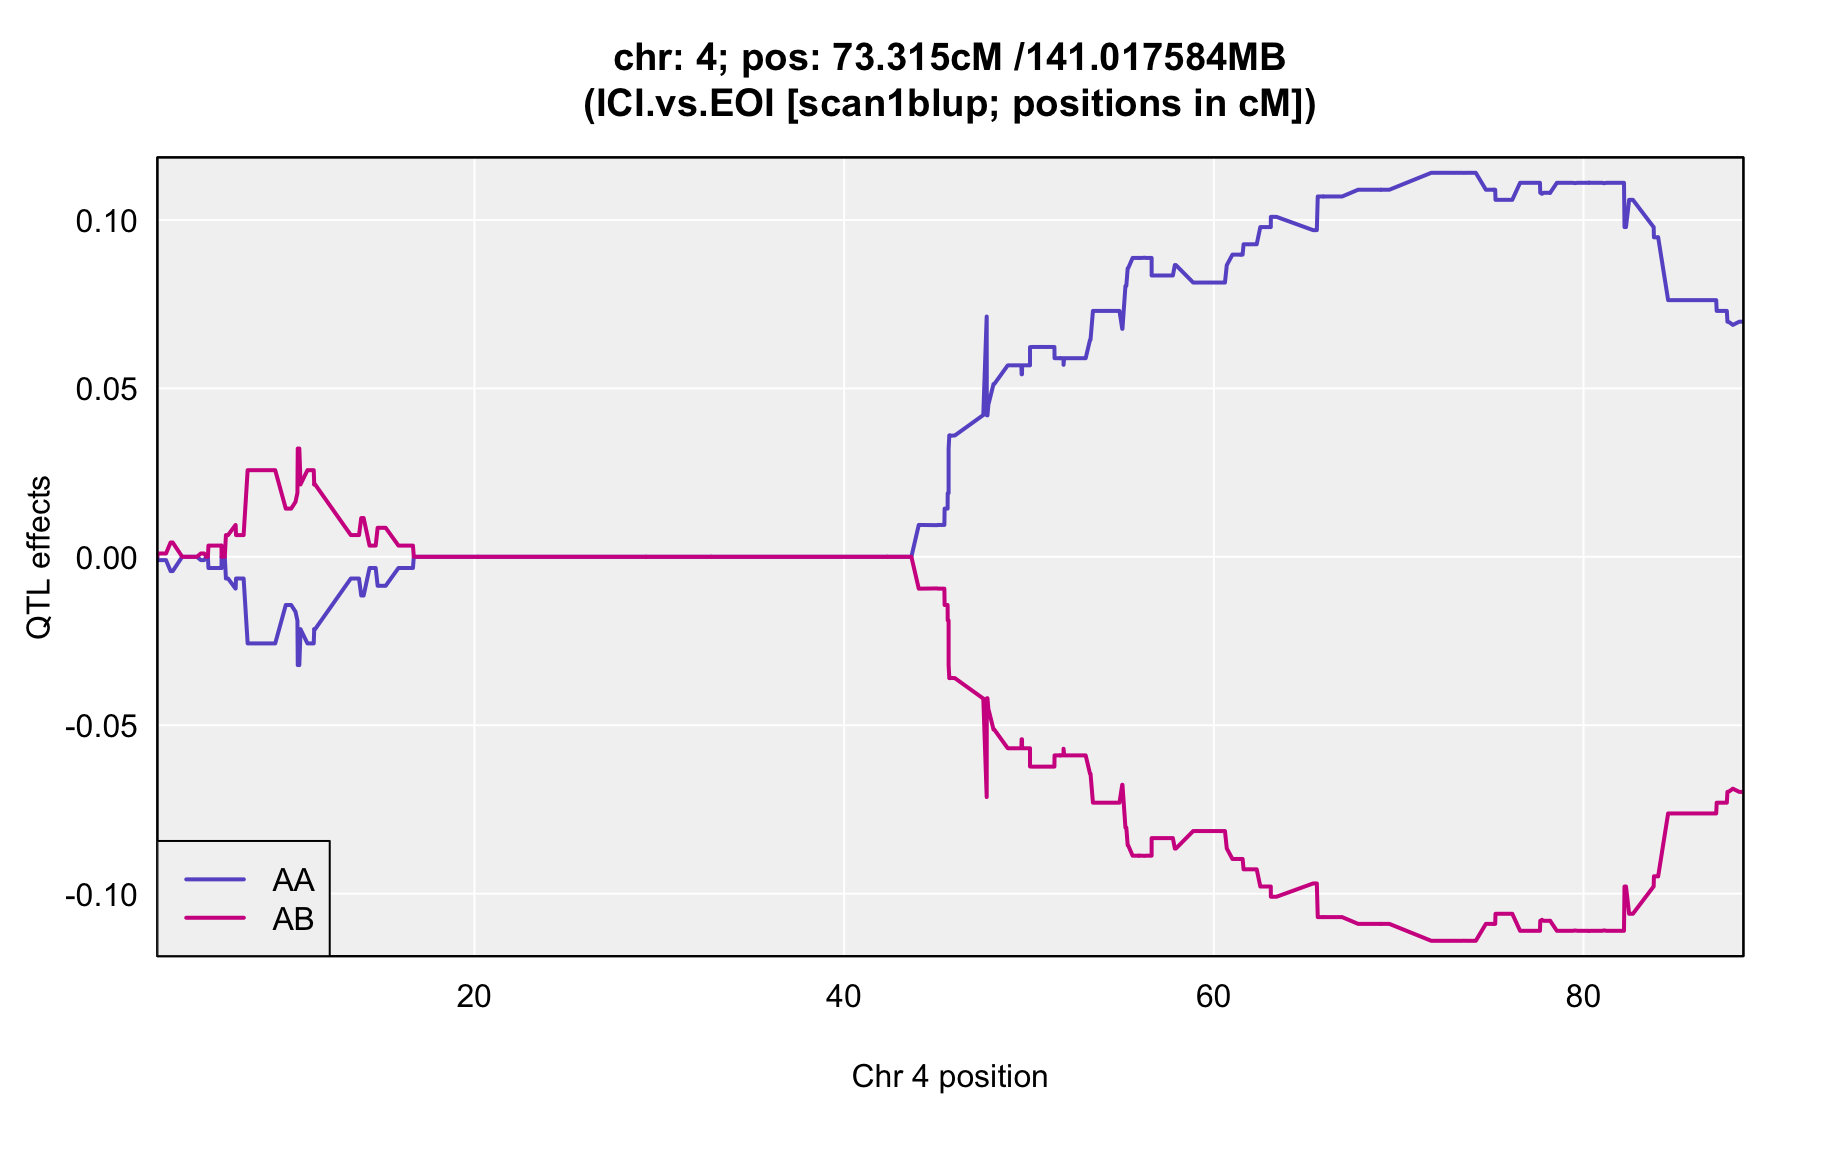 chr: 4; pos: 73.315cM /141.017584MB
(ICI.vs.EOI [scan1blup; positions in cM])
QTL effects
0.10
0.05
0.00
-0.05
-0.10
AA
AB
20 40 60 80
Chr 4 position